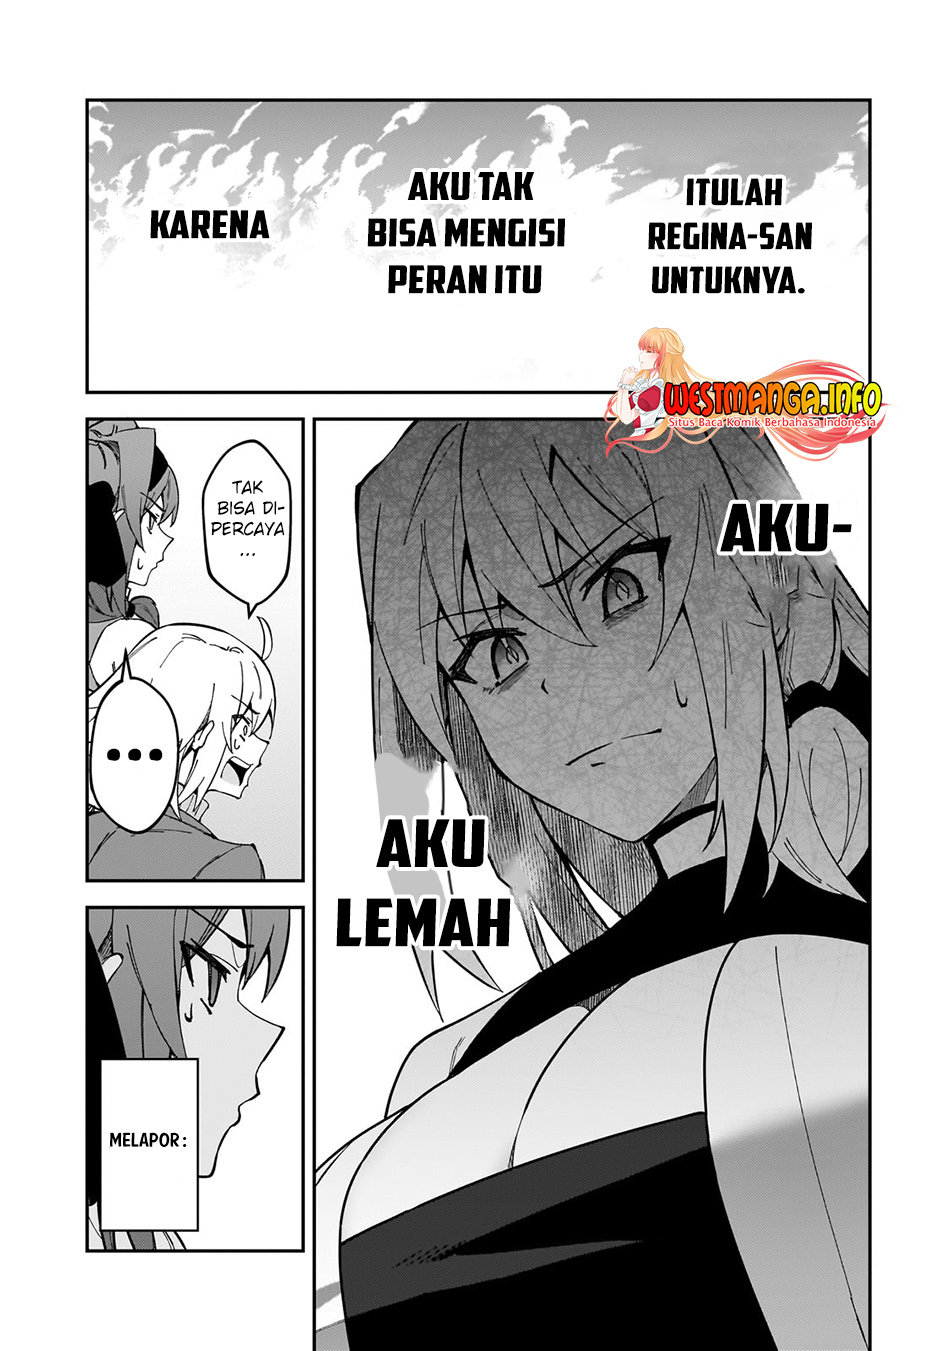 ITULAH
REGINA-SAN
UNTUKNYA.
AKU TAK
BISA MENGISI
PERAN ITU
KARENA
WESTMANGA.INFO
Situs Baca Komik Berbahasa Indonesia
AKU-
AKU
LEMAH
TAK
BISA DI-
PERCAYA
...
...
MELAPOR: